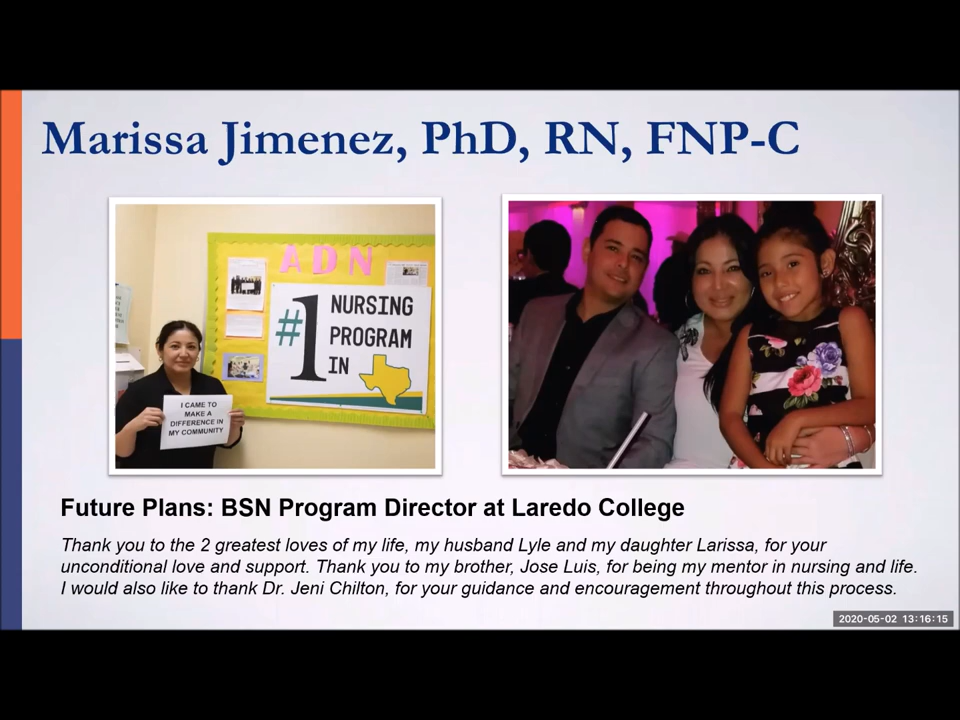 Marissa Jimenez, PhD, RN, FNP-C
ADN
#1 NURSING
PROGRAM
IN
I CAME TO
MAKE A
DIFFERENCE IN
MY COMMUNITY
Future Plans: BSN Program Director at Laredo College
Thank you to the 2 greatest loves of my life, my husband Lyle and my daughter Larissa, for your
unconditional love and support. Thank you to my brother, Jose Luis, for being my mentor in nursing and life.
I would also like to thank Dr. Jeni Chilton, for your guidance and encouragement throughout this process.
2020-05-02 13:16:15